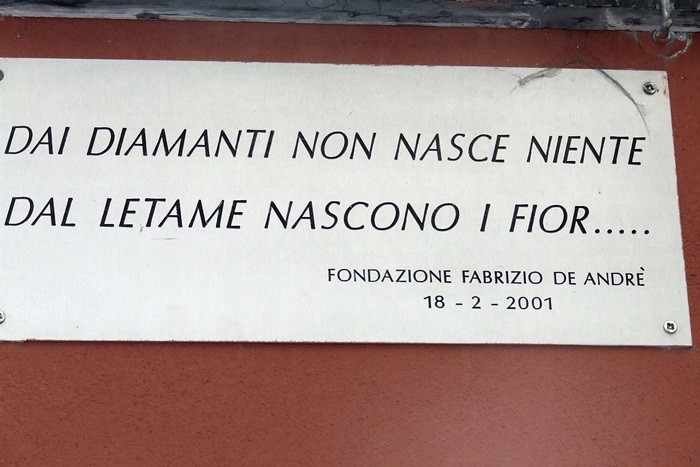 DAI DIAMANTI NON NASCE NIENTE
DAL LETAME NASCONO I FIOR.....
FONDAZIONE FABRIZIO DE ANDRÈ
18 - 2 - 2001